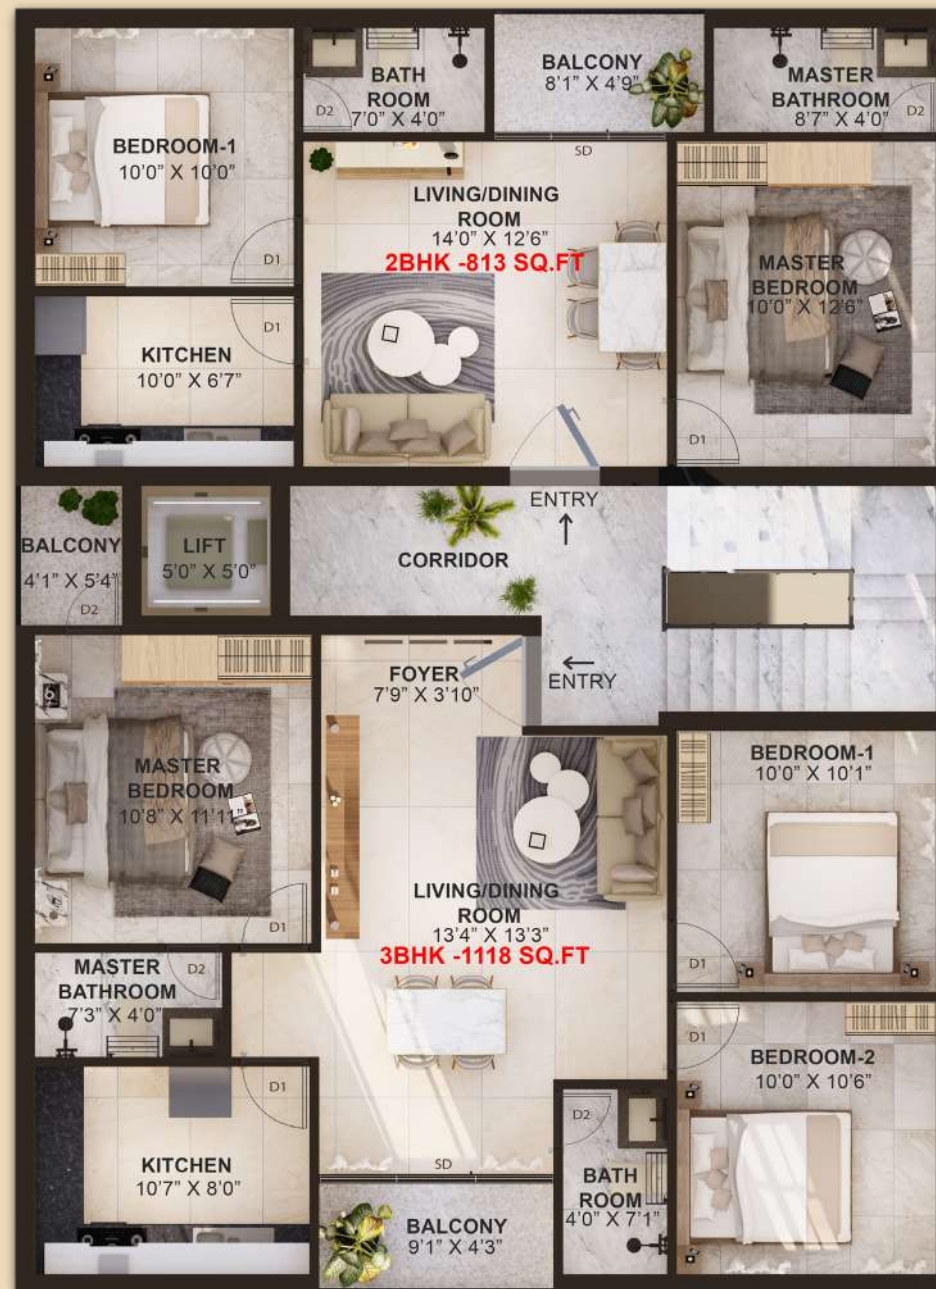 BATH
ROOM
7'0" X 4'0"
D2
BALCONY
8'1" X 4'9"
MASTER
BATHROOM
8'7" X 4'0"
D2
BEDROOM-1
10'0" X 10'0"
D1
SD
LIVING/DINING
ROOM
14'0" X 12'6"
2BHK -813 SQ.FT
MASTER
BEDROOM
10'0" X 12'6"
D1
D1
KITCHEN
10'0" X 6'7"
ENTRY
BALCONY
4'1" X 5'4"
D2
LIFT
5'0" X 5'0"
CORRIDOR
FOYER
7'9" X 3'10"
ENTRY
MASTER
BEDROOM
10'8" X 11'11"
D1
BEDROOM-1
10'0" X 10'1"
D1
LIVING/DINING
ROOM
13'4" X 13'3"
3BHK -1118 SQ.FT
MASTER
BATHROOM
7'3" X 4'0"
D2
D1
BEDROOM-2
10'0" X 10'6"
D1
KITCHEN
10'7" X 8'0"
SD
D2
BATH
ROOM
4'0" X 7'1"
BALCONY
9'1" X 4'3"